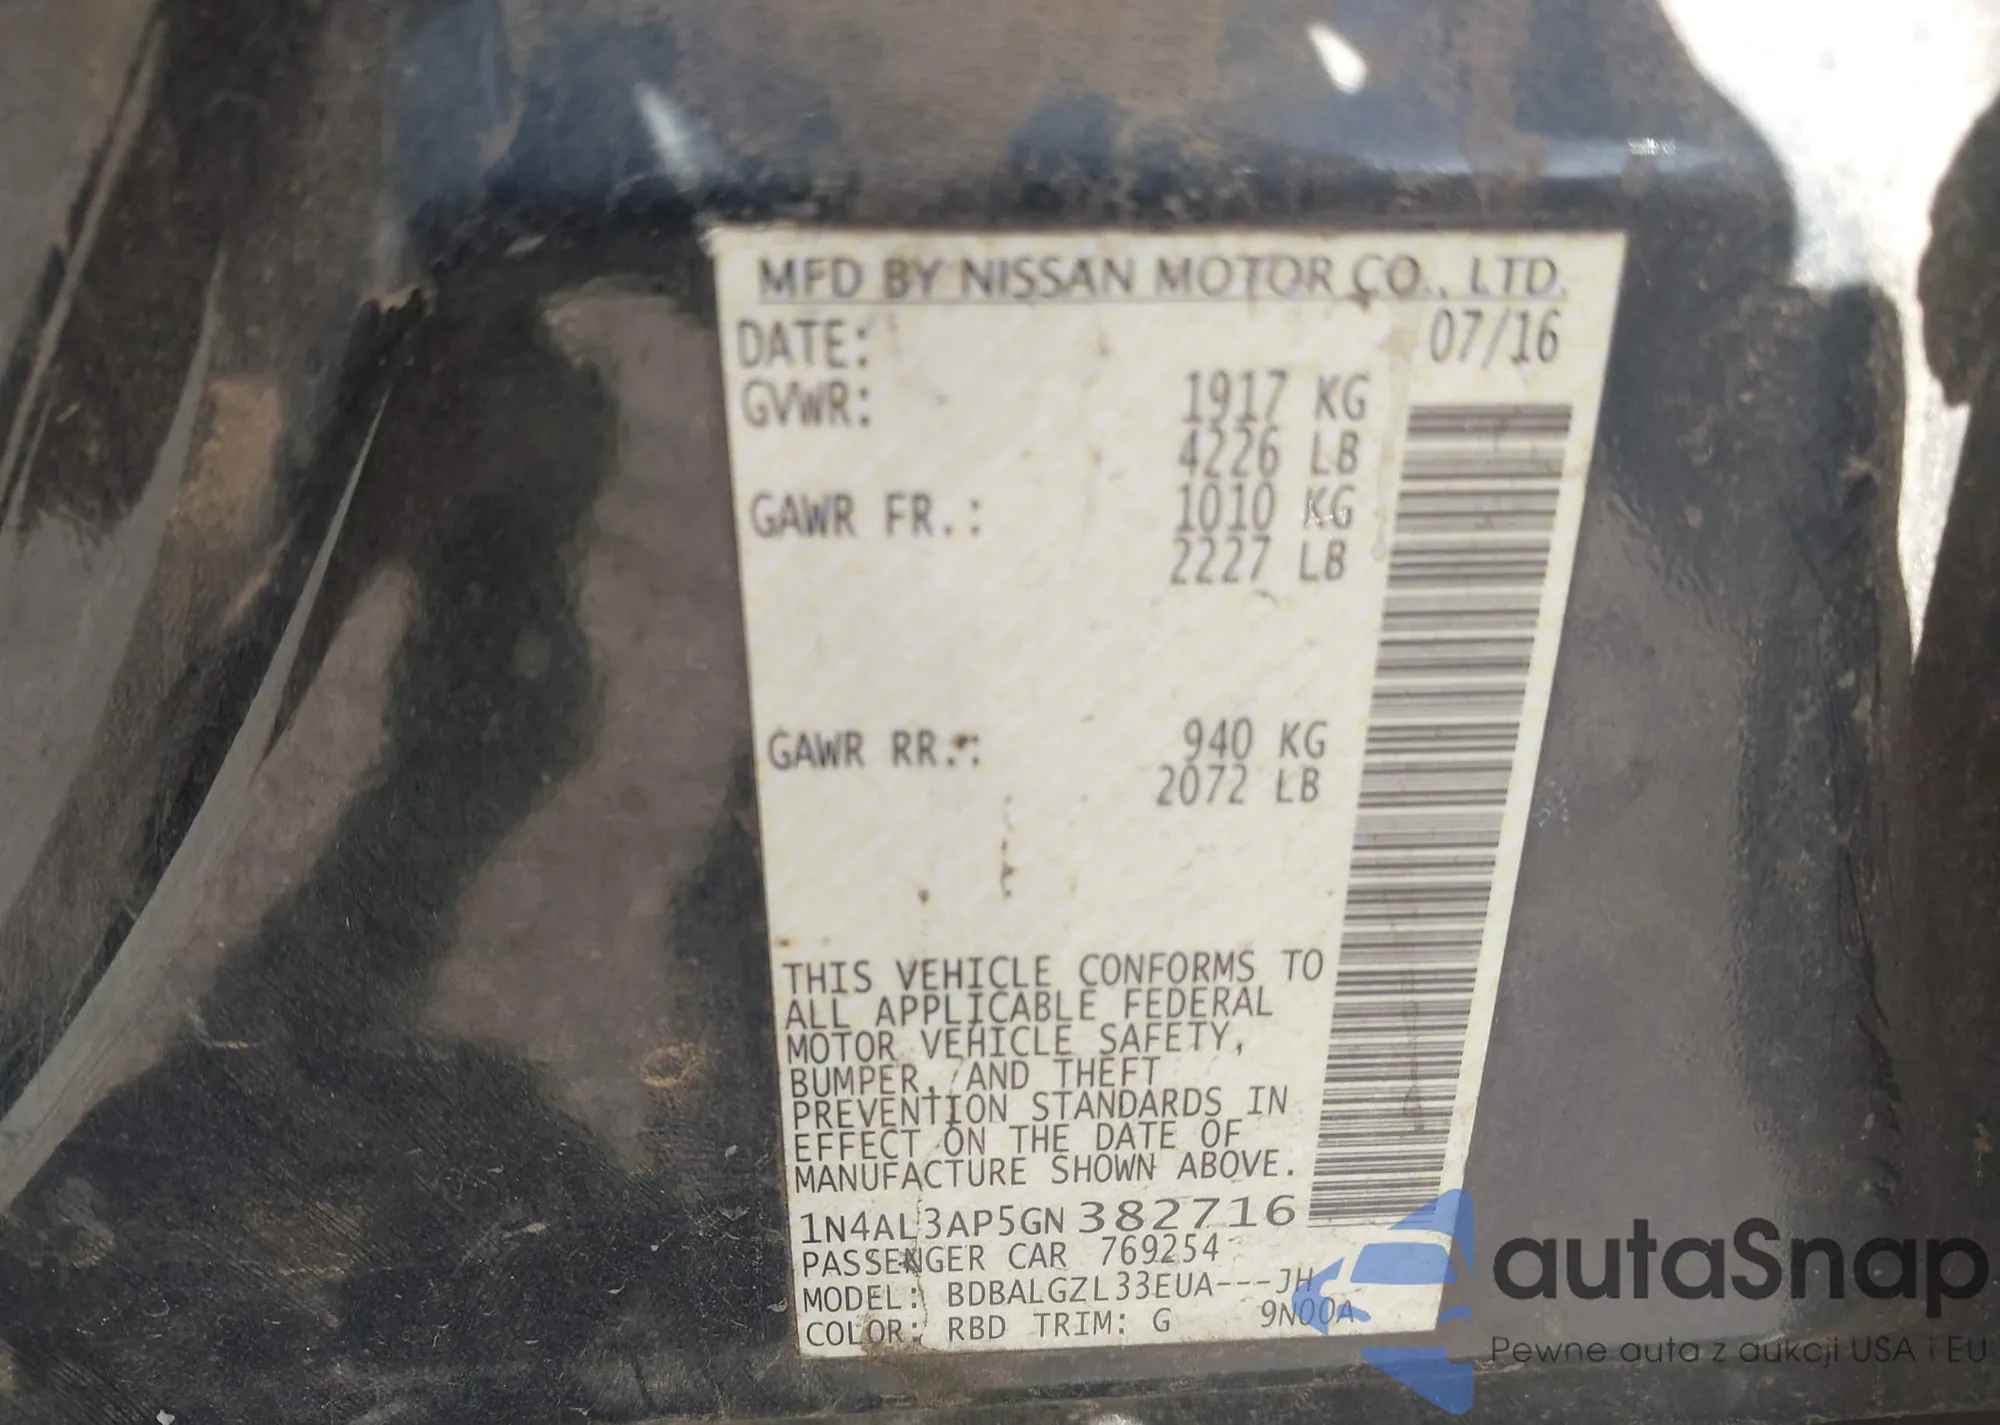 MFD BY NISSAN MOTOR CO., LTD.
DATE: 07/16
GVWR: 1917 KG
4226 LB
GAWR FR.: 1010 KG
2227 LB
GAWR RR.: 940 KG
2072 LB
THIS VEHICLE CONFORMS TO
ALL APPLICABLE FEDERAL
MOTOR VEHICLE SAFETY,
BUMPER, AND THEFT
PREVENTION STANDARDS IN
EFFECT ON THE DATE OF
MANUFACTURE SHOWN ABOVE.
1N4AL3AP5GN382716
PASSENGER CAR 769254
MODEL: BDBALGZL33EUA---JH
COLOR: RBD TRIM: G 9N00A
autaSnap
Pewne auta z aukcji USA i EU